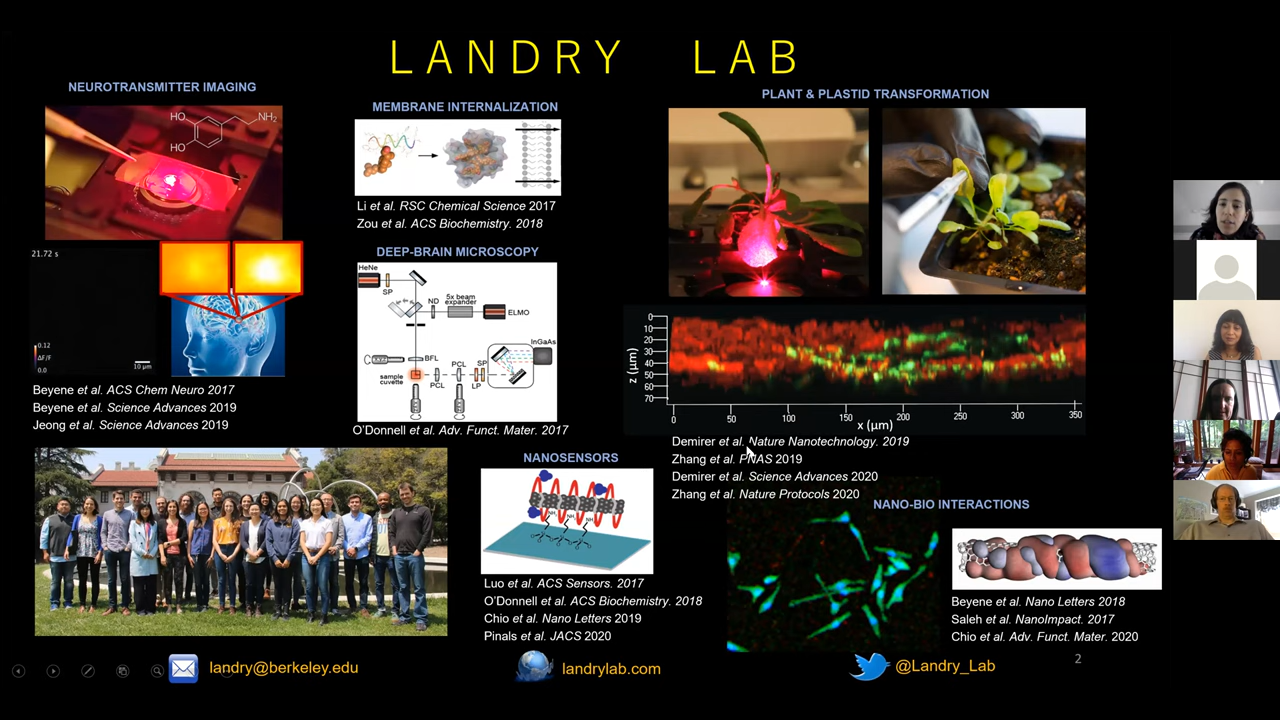 LANDRY LAB
NEUROTRANSMITTER IMAGING
HO
NH2
HO
21.72 s
0.12
ΔF/F
0.0
10 μm
Beyene et al. ACS Chem Neuro 2017
Beyene et al. Science Advances 2019
Jeong et al. Science Advances 2019
MEMBRANE INTERNALIZATION
Li et al. RSC Chemical Science 2017
Zou et al. ACS Biochemistry. 2018
DEEP-BRAIN MICROSCOPY
HeNe
SP
ND
5x beam
expander
ELMO
InGaAs
BFL
PCL
SP
sample
cuvette
PCL
LP
O'Donnell et al. Adv. Funct. Mater. 2017
PLANT & PLASTID TRANSFORMATION
z (μm)
0
10
20
30
40
50
60
70
0
50
100
150
200
250
300
350
x (μm)
Demirer et al. Nature Nanotechnology. 2019
Zhang et al. PNAS 2019
Demirer et al. Science Advances 2020
Zhang et al. Nature Protocols 2020
NANOSENSORS
NH
NH
NH
Luo et al. ACS Sensors. 2017
O'Donnell et al. ACS Biochemistry. 2018
Chio et al. Nano Letters 2019
Pinals et al. JACS 2020
NANO-BIO INTERACTIONS
Beyene et al. Nano Letters 2018
Saleh et al. NanoImpact. 2017
Chio et al. Adv. Funct. Mater. 2020
landry@berkeley.edu
landrylab.com
@Landry_Lab
2